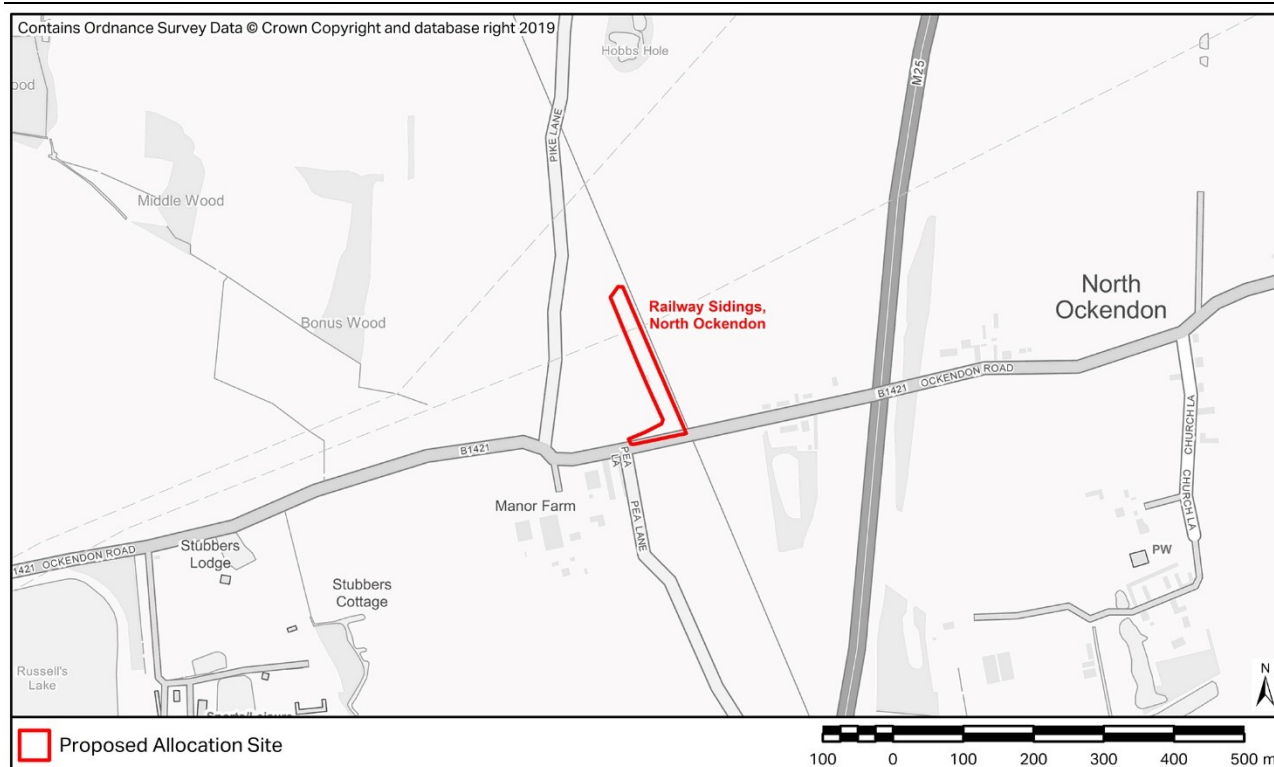 Contains Ordnance Survey Data © Crown Copyright and database right 2019
Hobbs Hole
ood
M25
PIKE LANE
Middle Wood
North
Ockendon
Railway Sidings,
North Ockendon
Bonus Wood
B1421 OCKENDON ROAD
CHURCH LA
CHURCH LA
B1421
PEA
LA
Manor Farm
PEA LANE
1421 OCKENDON ROAD
Stubbers
Lodge
PW
Stubbers
Cottage
Russell's
Lake
Sports/Leisure
N
Proposed Allocation Site
100 0 100 200 300 400 500 m